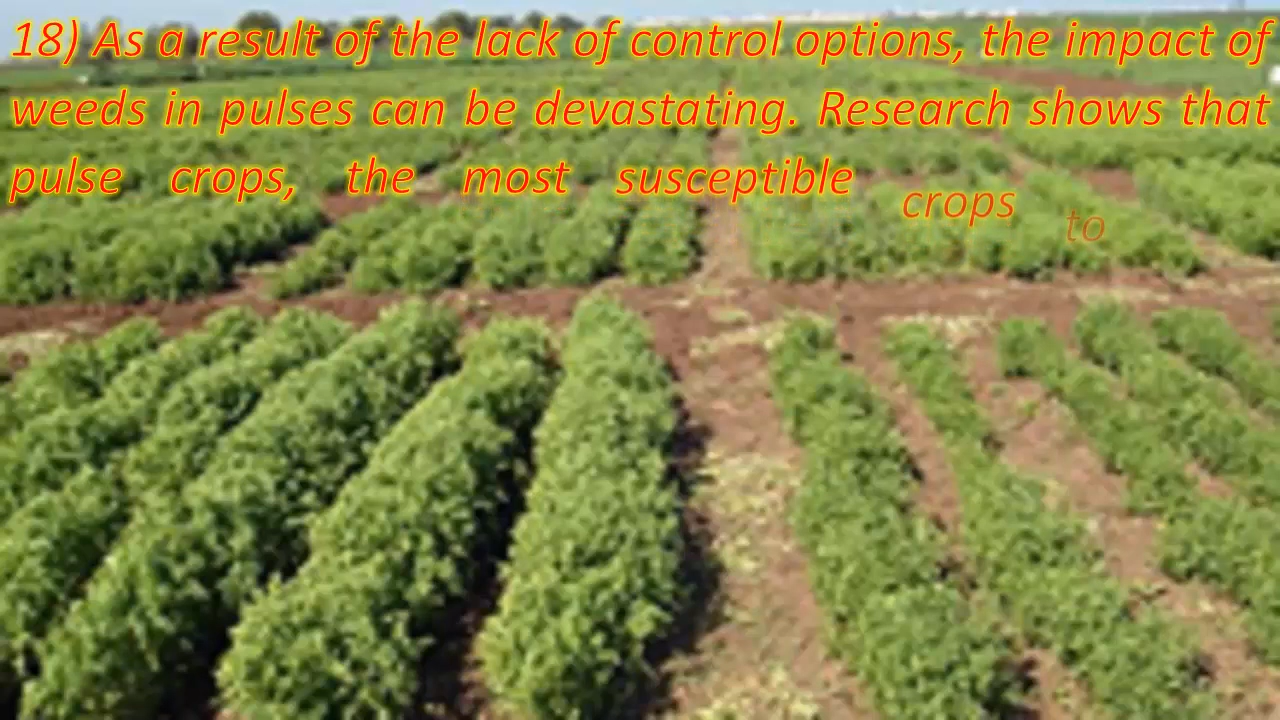 18) As a result of the lack of control options, the impact of
weeds in pulses can be devastating. Research shows that
pulse crops, the most susceptible crops to